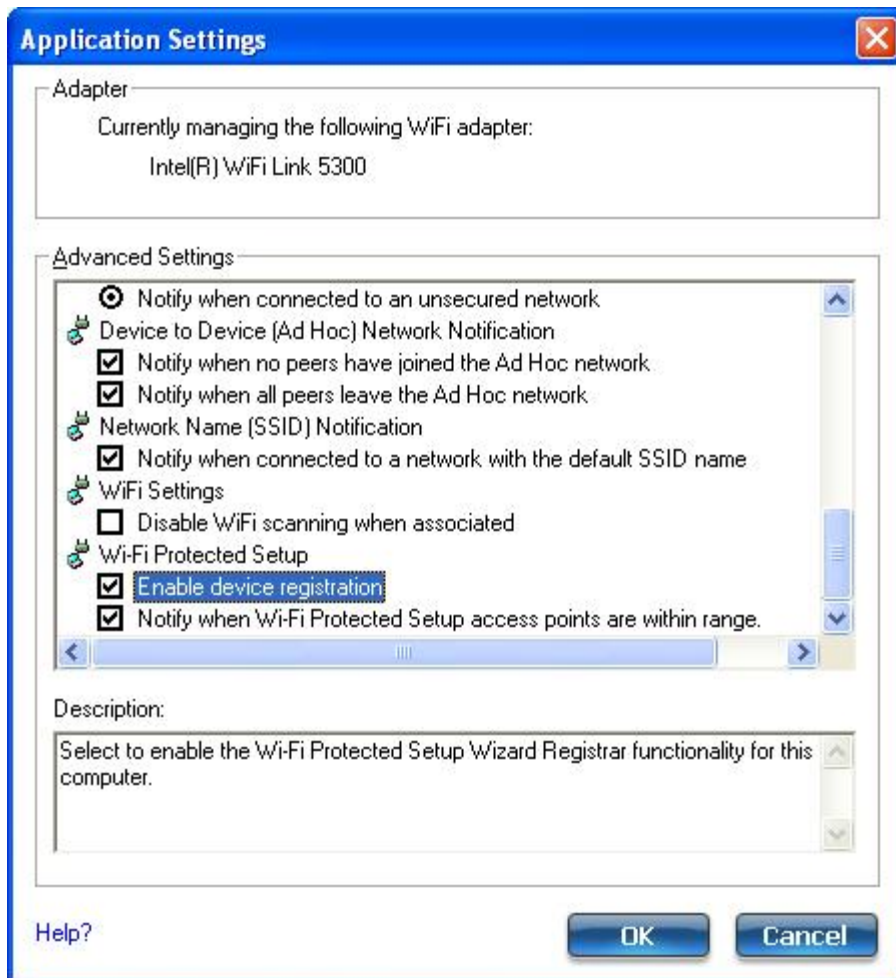 Application Settings
Adapter
Currently managing the following WiFi adapter:
Intel(R) WiFi Link 5300
Advanced Settings
Notify when connected to an unsecured network
Device to Device (Ad Hoc) Network Notification
Notify when no peers have joined the Ad Hoc network
Notify when all peers leave the Ad Hoc network
Network Name (SSID) Notification
Notify when connected to a network with the default SSID name
WiFi Settings
Disable WiFi scanning when associated
Wi-Fi Protected Setup
Enable device registration
Notify when Wi-Fi Protected Setup access points are within range.
Description:
Select to enable the Wi-Fi Protected Setup Wizard Registrar functionality for this
computer.
Help?
OK
Cancel